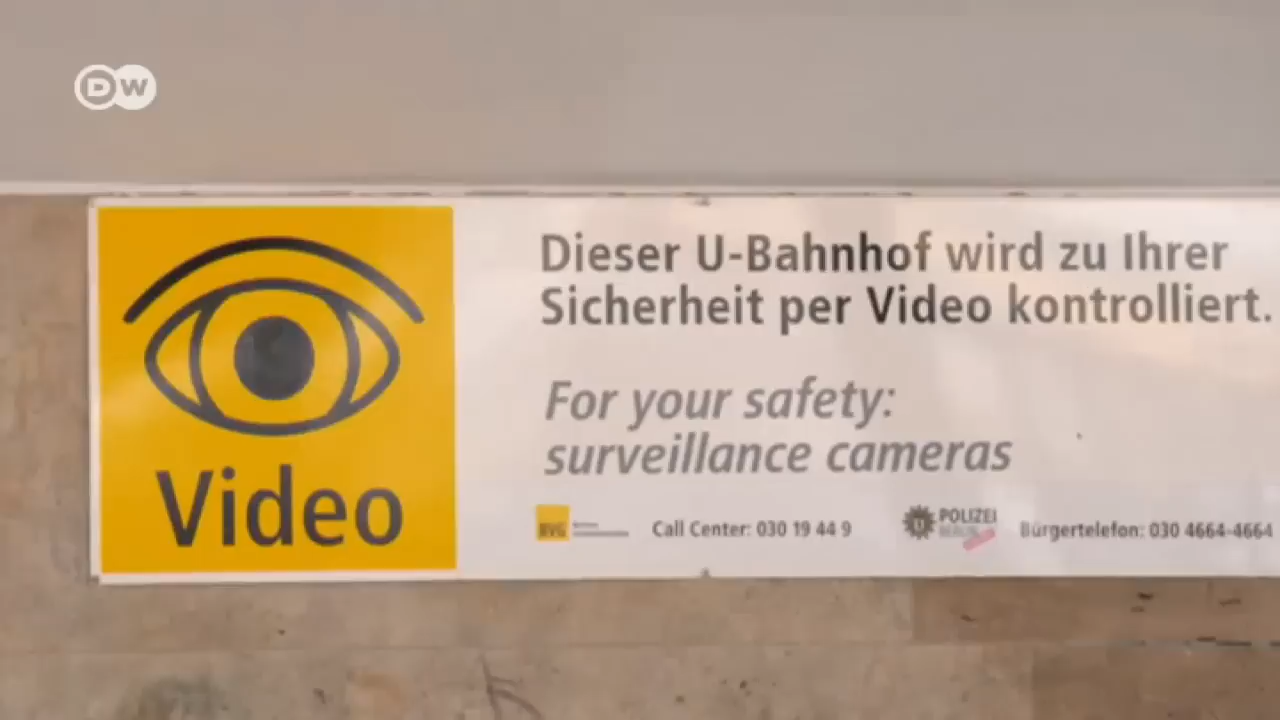 DW
Video
Dieser U-Bahnhof wird zu Ihrer
Sicherheit per Video kontrolliert.
For your safety:
surveillance cameras
BVG
Call Center: 030 19 44 9
POLIZEI
BERLIN
Bürgertelefon: 030 4664-4664